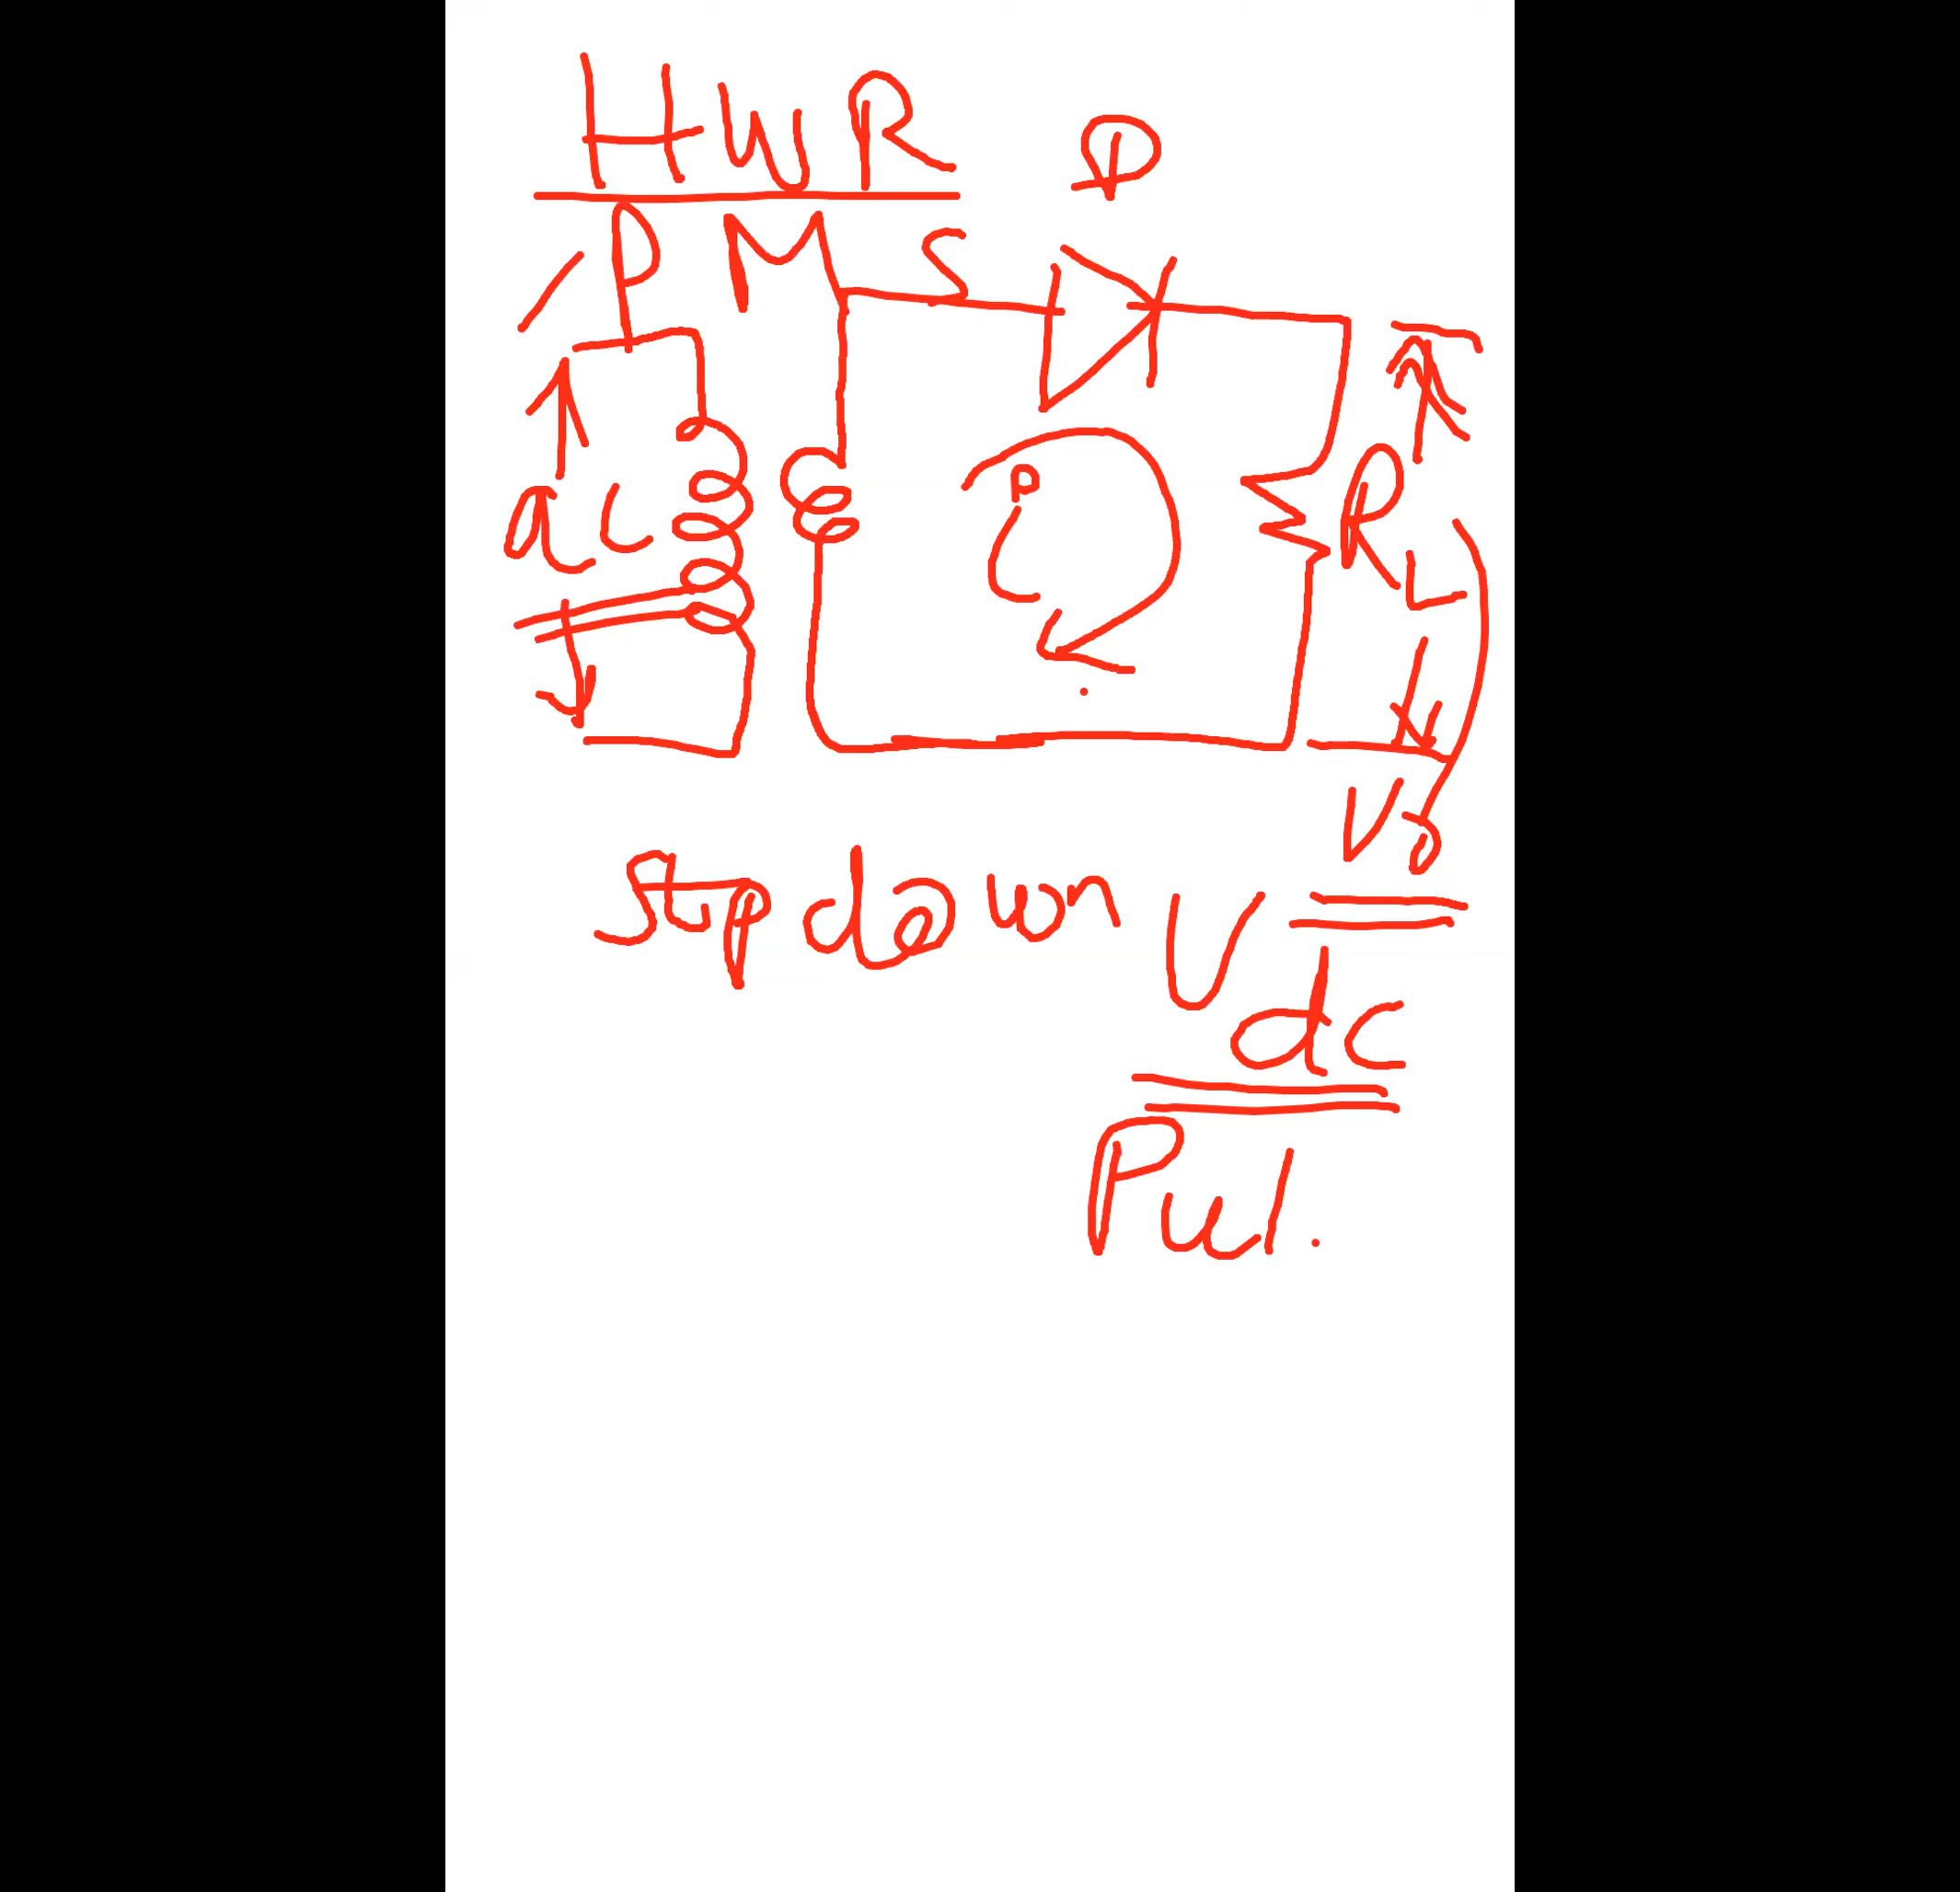 HWR
D
P M S
ac
RL
Vo
Step down
Vdc
Pul.